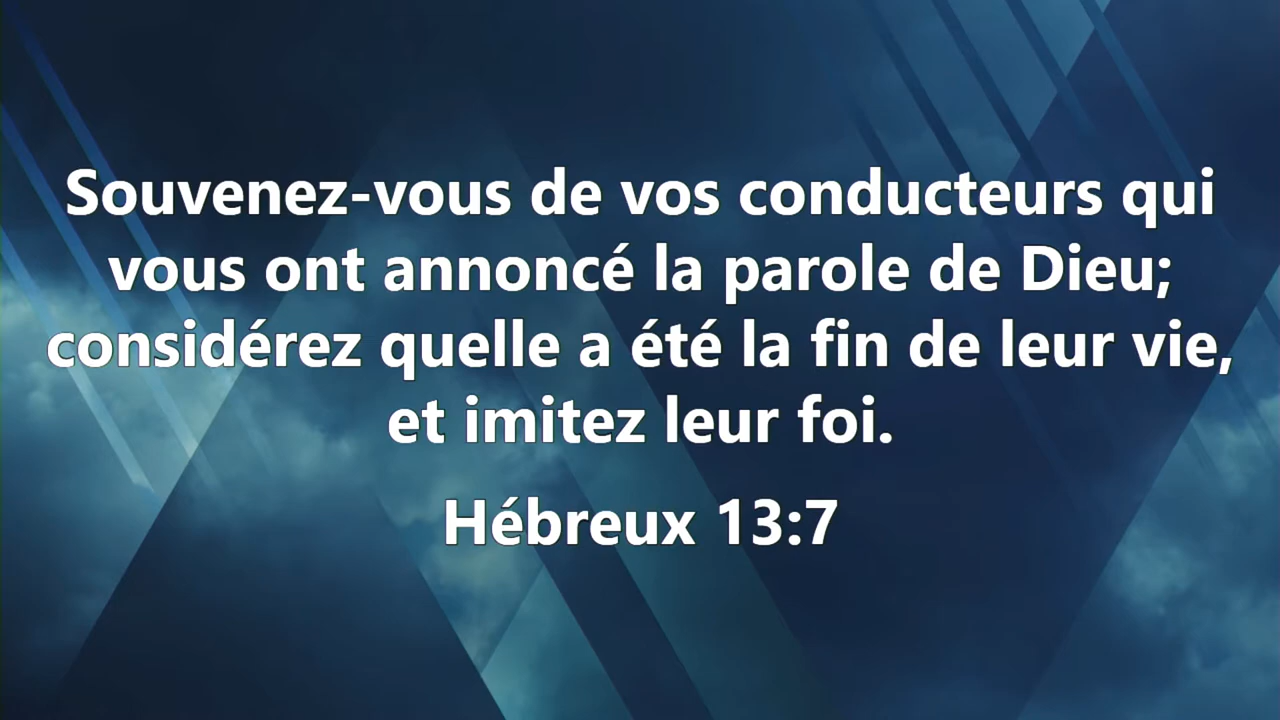 Souvenez-vous de vos conducteurs qui
vous ont annoncé la parole de Dieu;
considérez quelle a été la fin de leur vie,
et imitez leur foi.
Hébreux 13:7